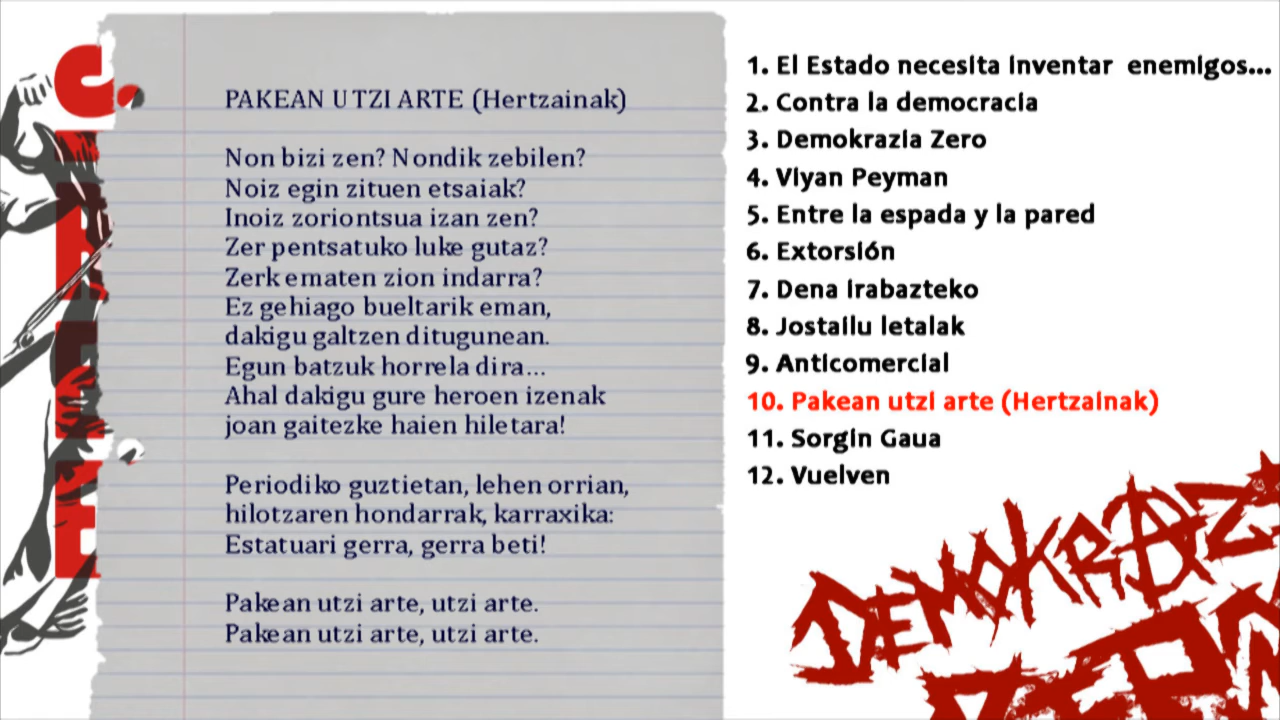 PAKEAN UTZI ARTE (Hertzainak)
Non bizi zen? Nondik zebilen?
Noiz egin zituen etsaiak?
Inoiz zoriontsua izan zen?
Zer pentsatuko luke gutaz?
Zerk ematen zion indarra?
Ez gehiago bueltarik eman,
dakigu galtzen ditugunean.
Egun batzuk horrela dira...
Ahal dakigu gure heroen izenak
joan gaitezke haien hiletara!
Periodiko guztietan, lehen orrian,
hilotzaren hondarrak, karraxika:
Estatuari gerra, gerra beti!
Pakean utzi arte, utzi arte.
Pakean utzi arte, utzi arte.
1. El Estado necesita inventar enemigos...
2. Contra la democracia
3. Demokrazia Zero
4. Viyan Peyman
5. Entre la espada y la pared
6. Extorsión
7. Dena irabazteko
8. Jostailu letalak
9. Anticomercial
10. Pakean utzi arte (Hertzainak)
11. Sorgin Gaua
12. Vuelven